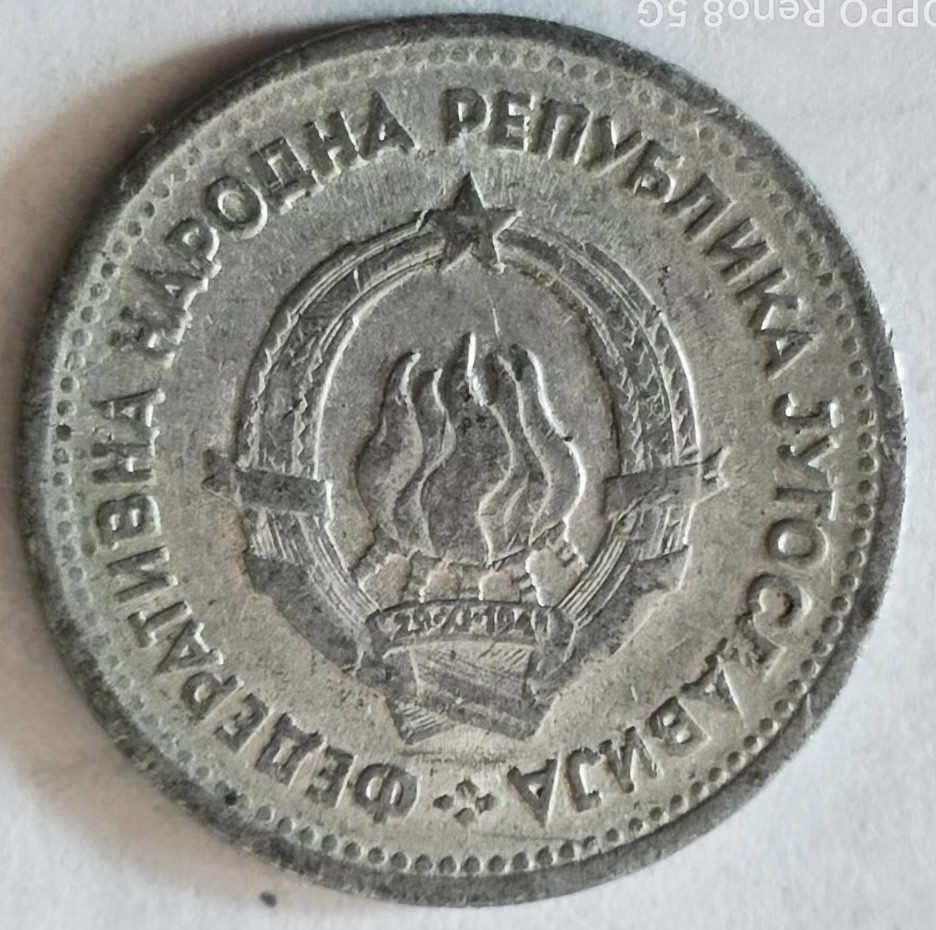 ФЕДЕРАТИВНА НАРОДНА РЕПУБЛИКА ЈУГОСЛАВИЈА
OPPO Reno8 5G